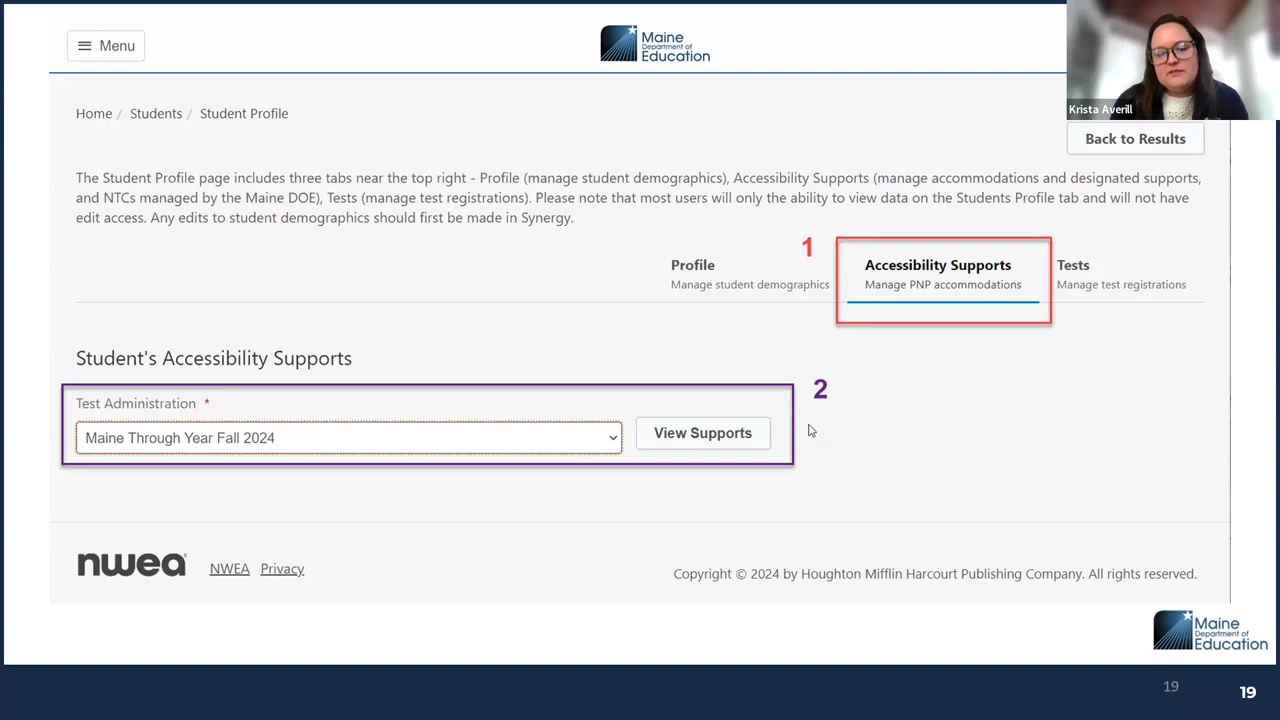 Menu
Maine
Department of
Education
Krista Averill
Home / Students / Student Profile
Back to Results
The Student Profile page includes three tabs near the top right - Profile (manage student demographics), Accessibility Supports (manage accommodations and designated supports,
and NTCs managed by the Maine DOE), Tests (manage test registrations). Please note that most users will only the ability to view data on the Students Profile tab and will not have
edit access. Any edits to student demographics should first be made in Synergy.
1
Profile
Manage student demographics
Accessibility Supports
Manage PNP accommodations
Tests
Manage test registrations
Student's Accessibility Supports
2
Test Administration *
Maine Through Year Fall 2024
View Supports
nwea
NWEA Privacy
Copyright © 2024 by Houghton Mifflin Harcourt Publishing Company. All rights reserved.
Maine
Department of
Education
19
19